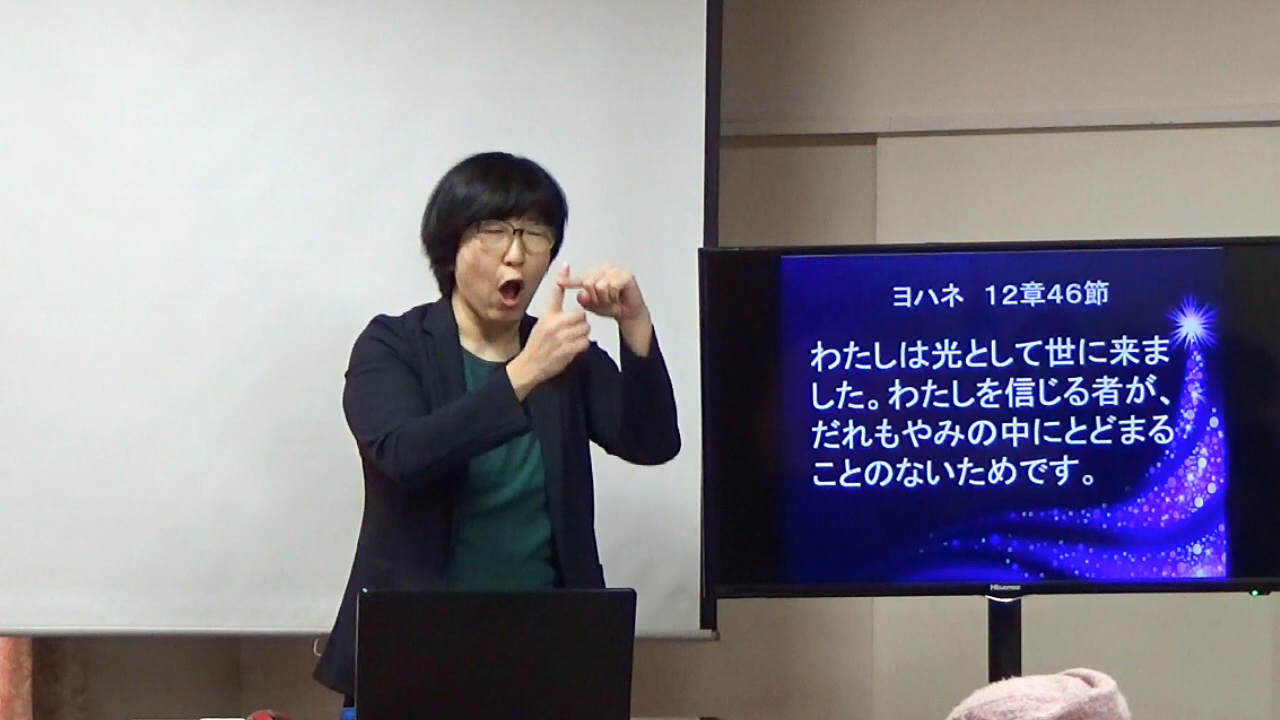 ヨハネ　12章46節
わたしは光として世に来ま
した。わたしを信じる者が、
だれもやみの中にとどまる
ことのないためです。
Hisense